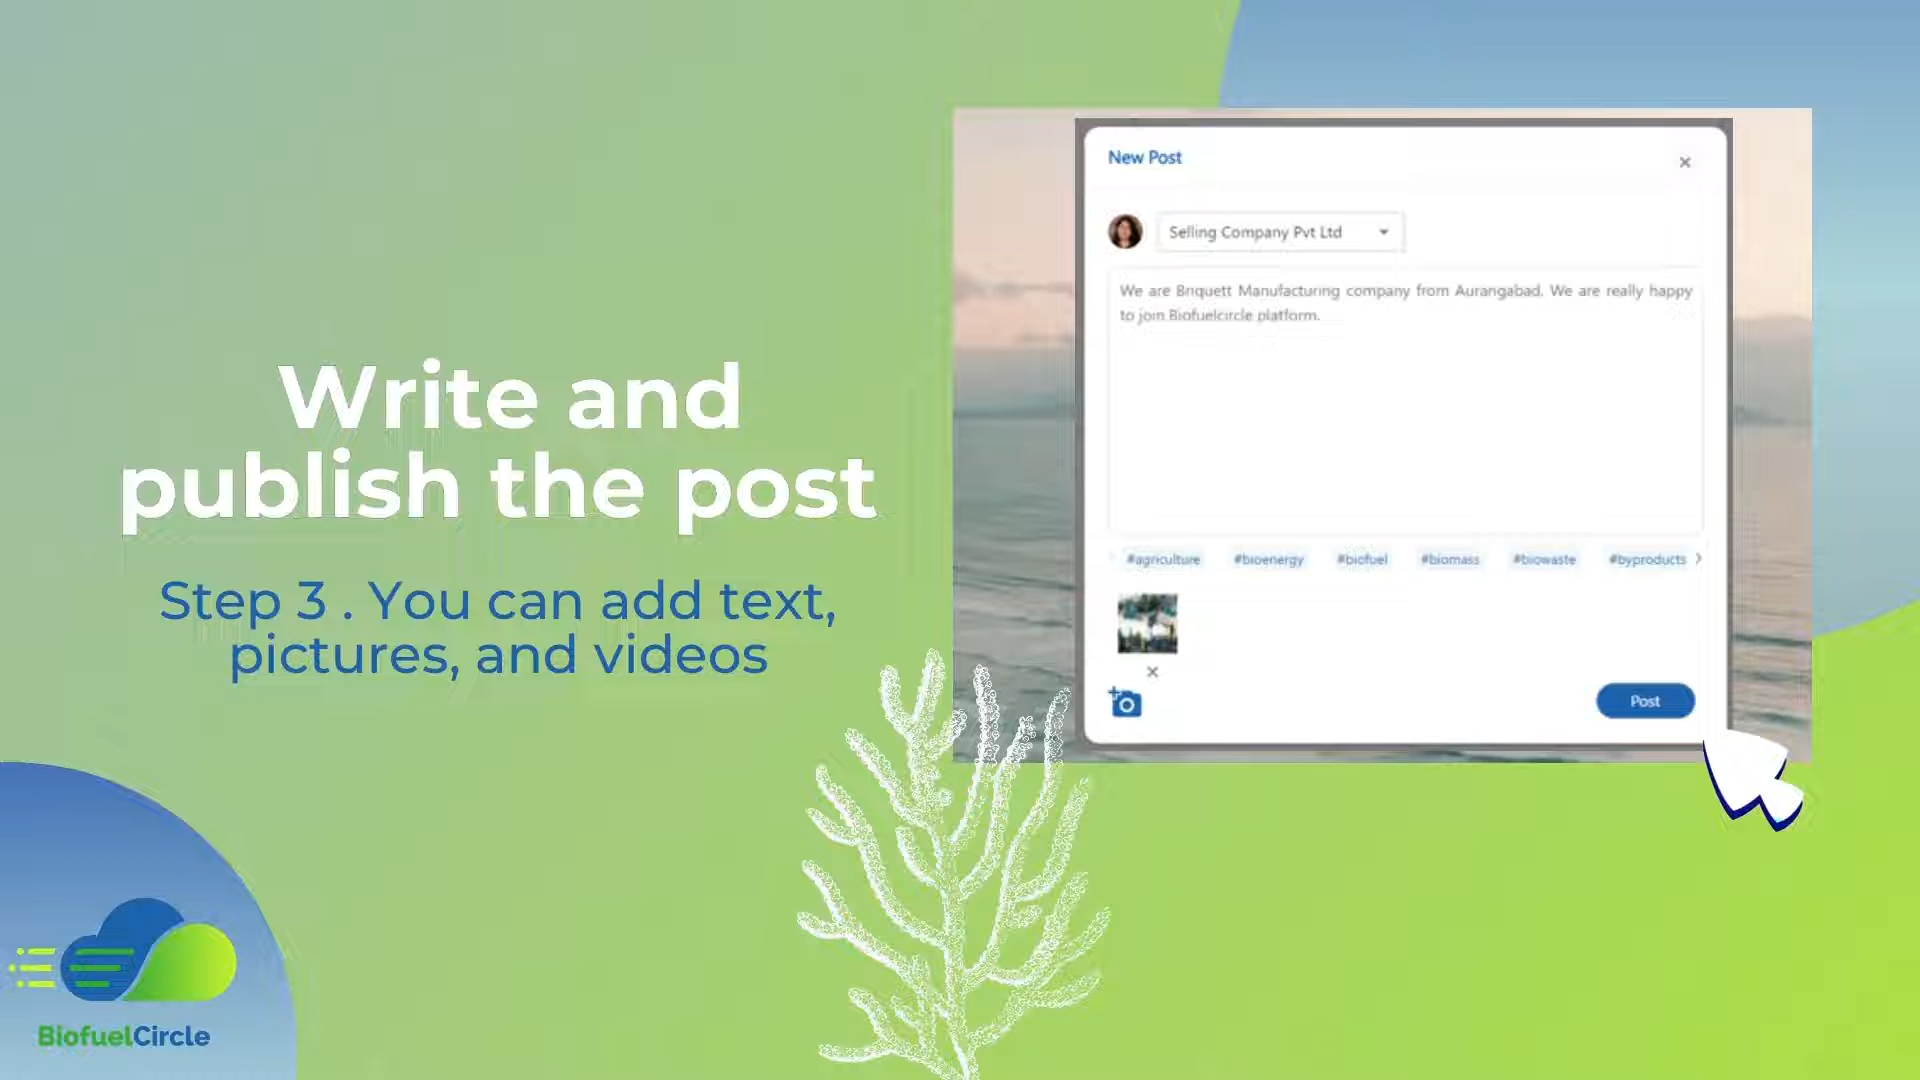 Write and
publish the post
Step 3 . You can add text,
pictures, and videos
BiofuelCircle
New Post
Selling Company Pvt Ltd
We are Briquett Manufacturing company from Aurangabad. We are really happy
to join Biofuelcircle platform.
#agriculture #bioenergy #biofuel #biomass #biowaste #byproducts
Post